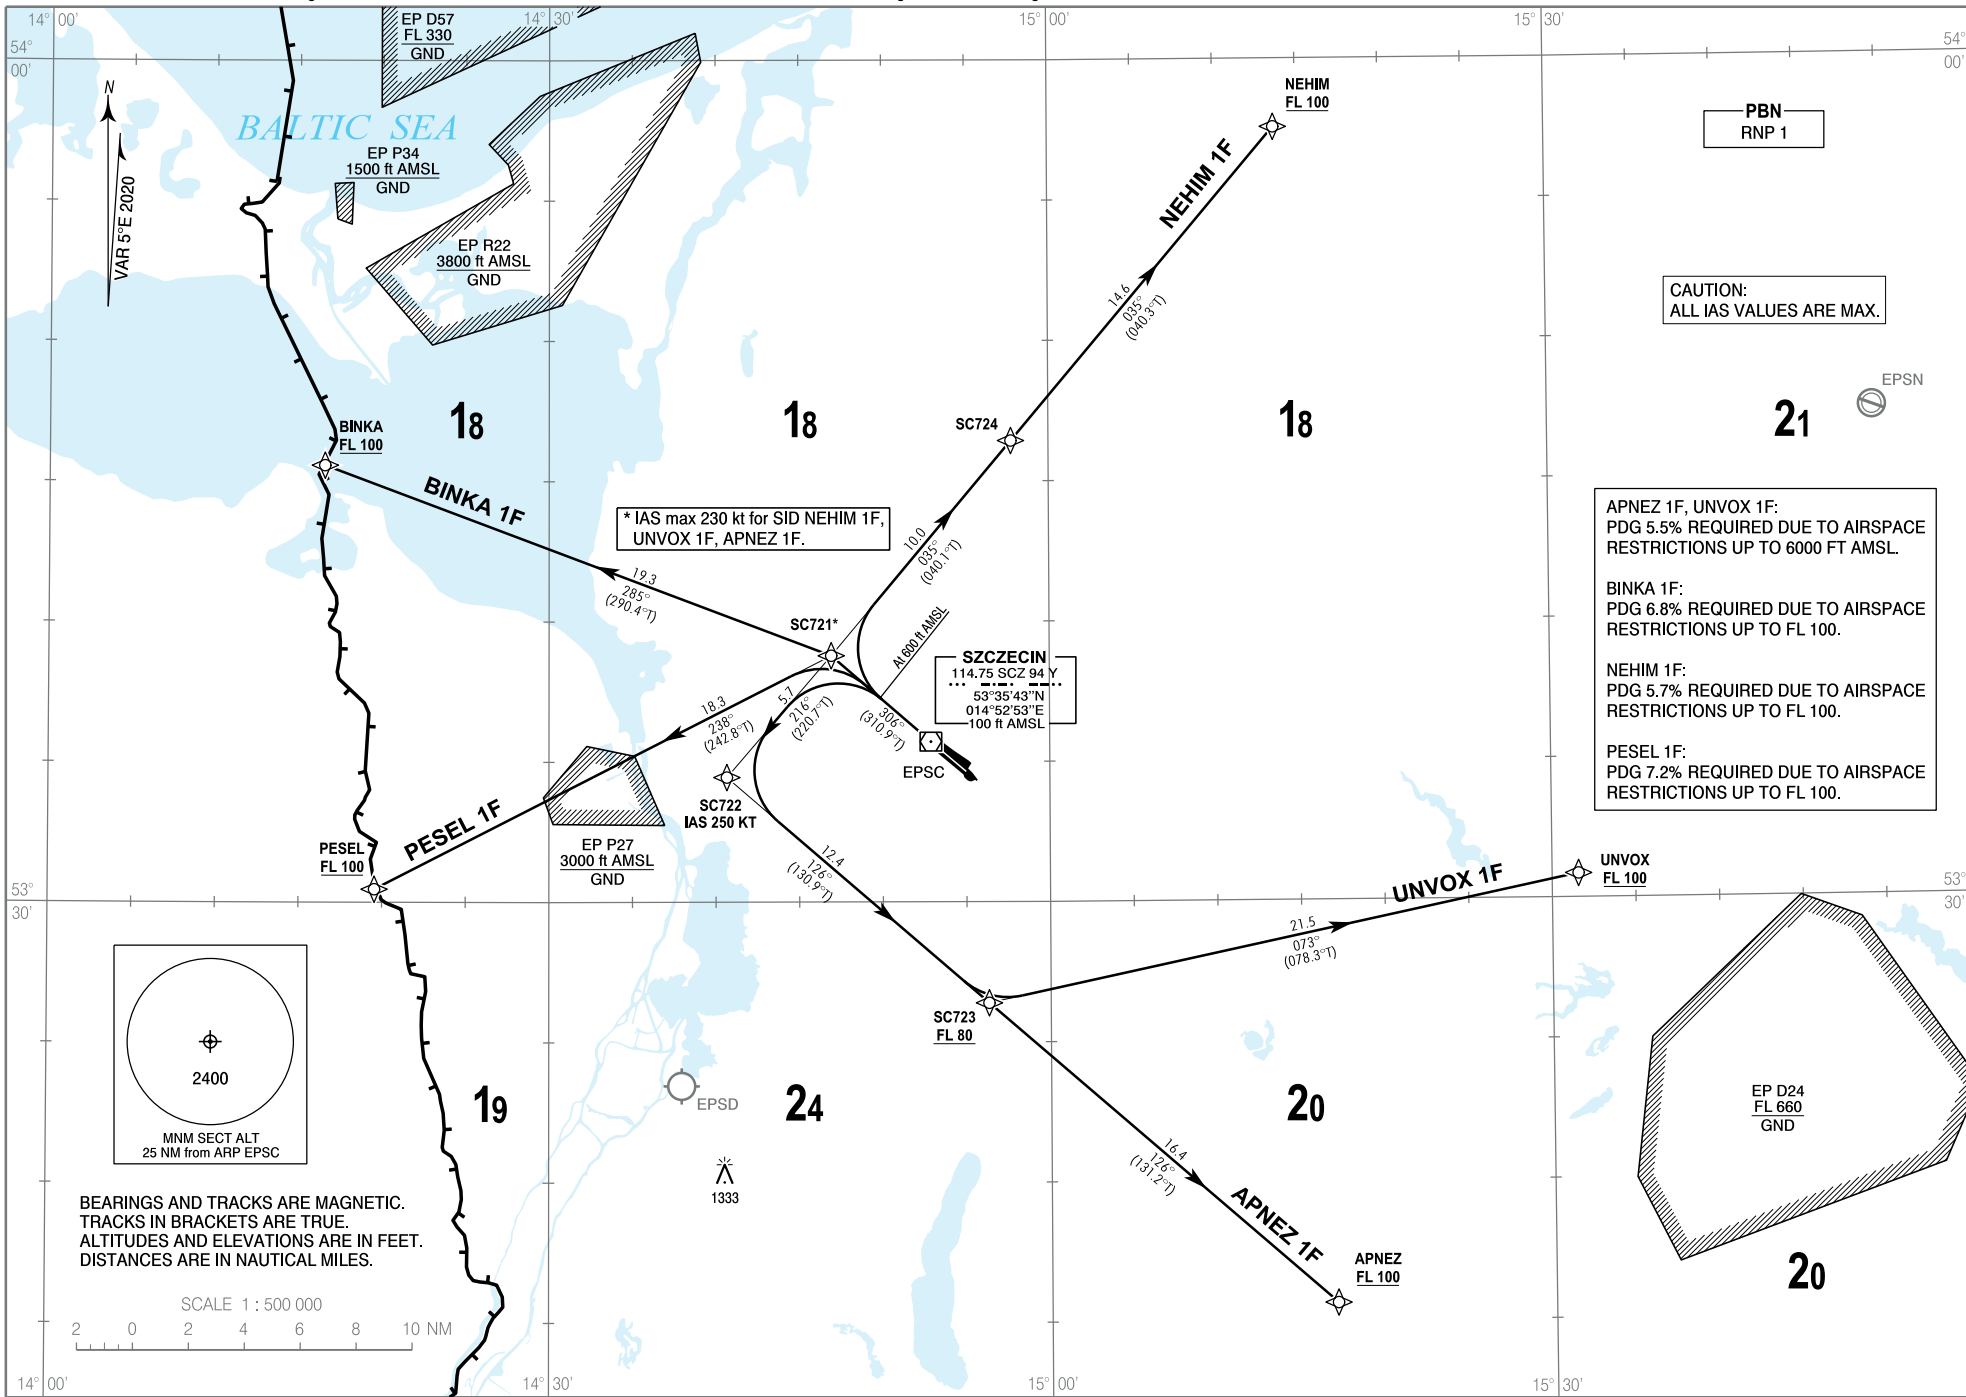 14° 00'
14° 30'
15° 00'
15° 30'
54°
00'
54°
00'
EP D57
FL 330
GND
N
VAR 5°E 2020
BALTIC SEA
EP P34
1500 ft AMSL
GND
EP R22
3800 ft AMSL
GND
NEHIM
FL 100
NEHIM 1F
14.6
035°
(040.3°T)
PBN
RNP 1
CAUTION:
ALL IAS VALUES ARE MAX.
EPSN
18
18
18
21
BINKA
FL 100
BINKA 1F
SC724
* IAS max 230 kt for SID NEHIM 1F,
UNVOX 1F, APNEZ 1F.
10.0
035°
(040.1°T)
19.3
285°
(290.4°T)
SC721*
At 600 ft AMSL
SZCZECIN
114.75 SCZ 94 Y
53°35'43''N
014°52'53''E
100 ft AMSL
306°
(310.9°T)
EPSC
5.7
216°
(220.7°T)
18.3
238°
(242.8°T)
APNEZ 1F, UNVOX 1F:
PDG 5.5% REQUIRED DUE TO AIRSPACE
RESTRICTIONS UP TO 6000 FT AMSL.
BINKA 1F:
PDG 6.8% REQUIRED DUE TO AIRSPACE
RESTRICTIONS UP TO FL 100.
NEHIM 1F:
PDG 5.7% REQUIRED DUE TO AIRSPACE
RESTRICTIONS UP TO FL 100.
PESEL 1F:
PDG 7.2% REQUIRED DUE TO AIRSPACE
RESTRICTIONS UP TO FL 100.
SC722
IAS 250 KT
PESEL
FL 100
PESEL 1F
EP P27
3000 ft AMSL
GND
12.4
126°
(130.9°T)
UNVOX
FL 100
UNVOX 1F
21.5
073°
(078.3°T)
53°
30'
53°
30'
SC723
FL 80
2400
MNM SECT ALT
25 NM from ARP EPSC
19
24
20
EPSD
1333
EP D24
FL 660
GND
16.4
126°
(131.2°T)
APNEZ 1F
APNEZ
FL 100
20
BEARINGS AND TRACKS ARE MAGNETIC.
TRACKS IN BRACKETS ARE TRUE.
ALTITUDES AND ELEVATIONS ARE IN FEET.
DISTANCES ARE IN NAUTICAL MILES.
SCALE 1 : 500 000
2 0 2 4 6 8 10 NM
14° 00'
14° 30'
15° 00'
15° 30'